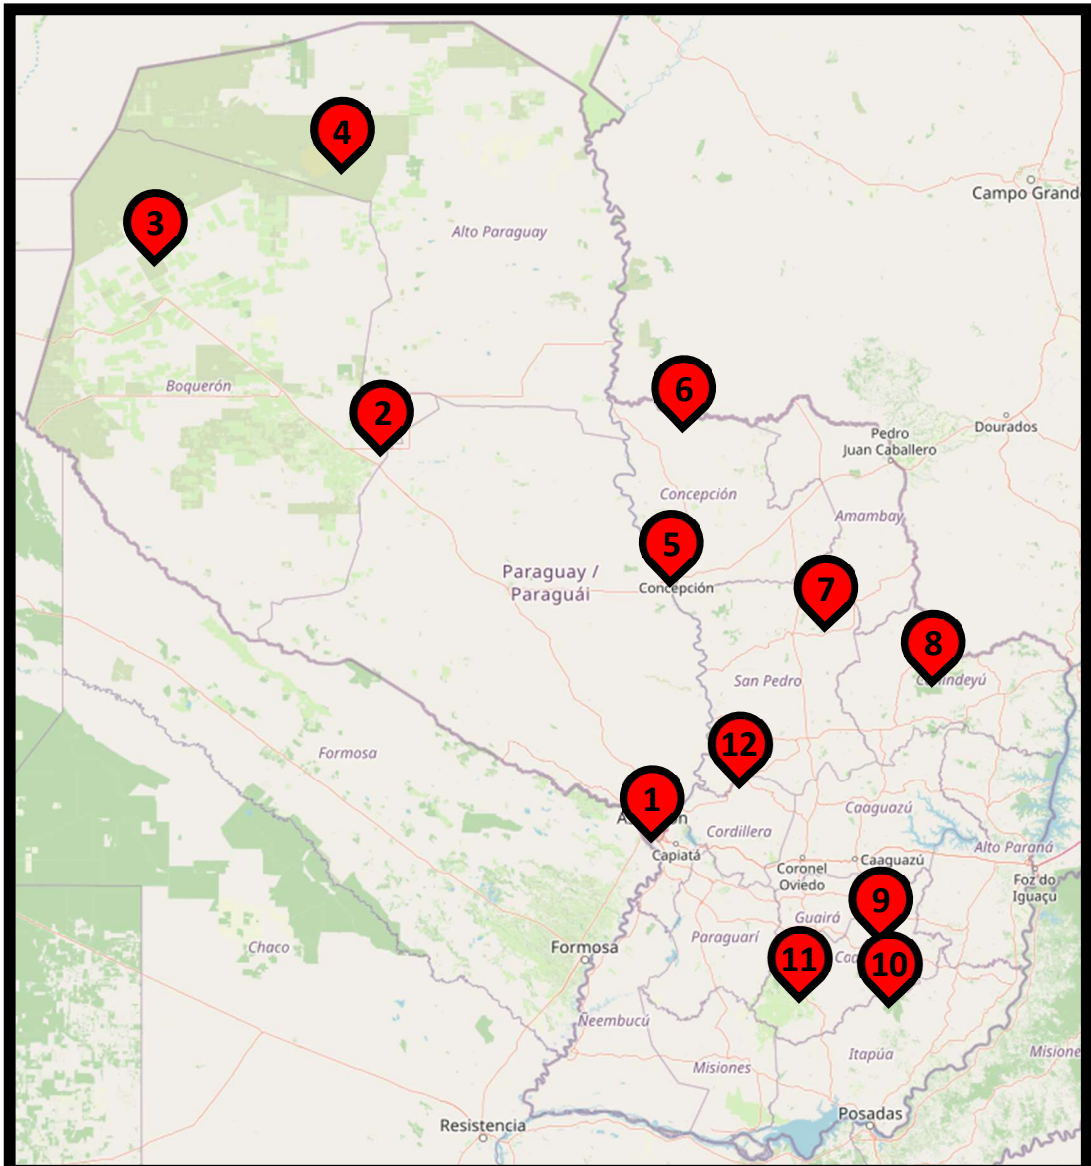 4
Campo Grand
3
Alto Paraguay
Boquerón
6
2
Dourados
Pedro
Juan Caballero
Concepción
Amambay
5
Paraguay /
Paraguái
Concepción
7
8
San Pedro
Formosa
12
1
Caaguazú
Cordillera
Alto Paraná
Capiatá
Coronel
Oviedo
Caaguazú
Foz do
Iguaçu
9
Guairá
Paraguarí
Chaco
Formosa
11
10
Ñeembucú
Itapúa
Misione
Misiones
Posadas
Resistencia